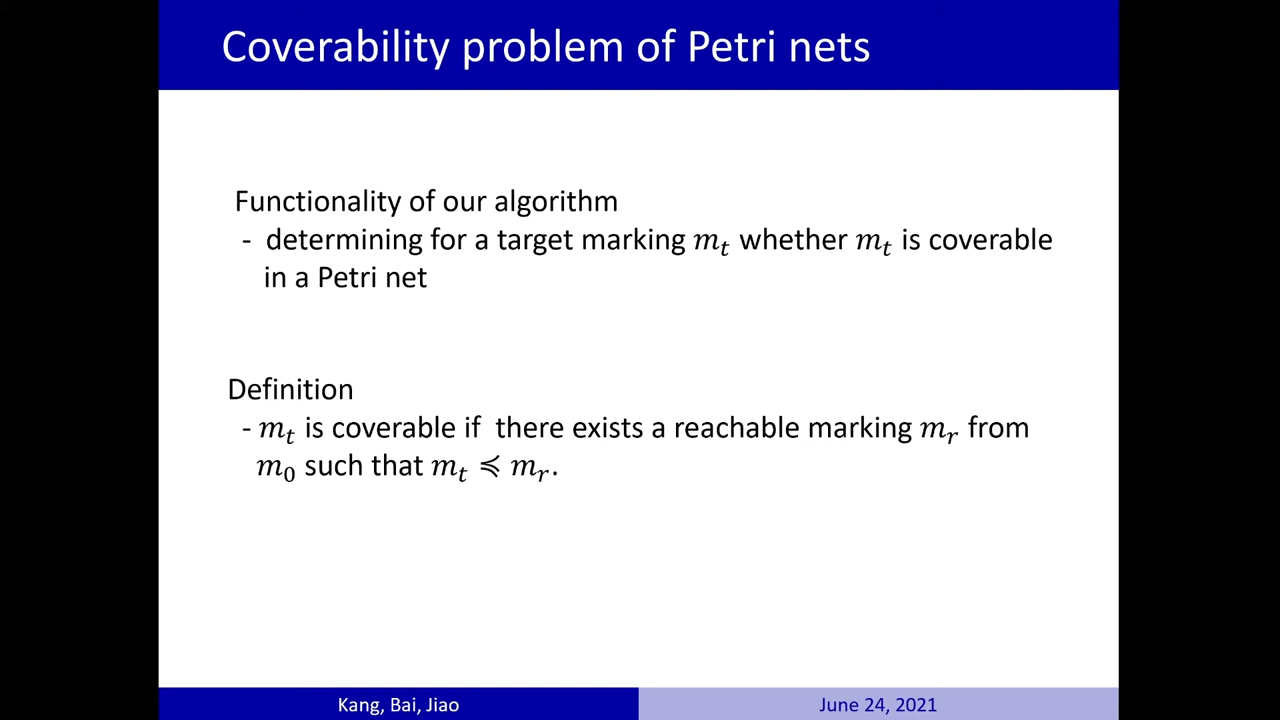 Coverability problem of Petri nets
Functionality of our algorithm
- determining for a target marking m_t whether m_t is coverable
in a Petri net
Definition
- m_t is coverable if there exists a reachable marking m_r from
m_0 such that m_t ≼ m_r.
Kang, Bai, Jiao
June 24, 2021